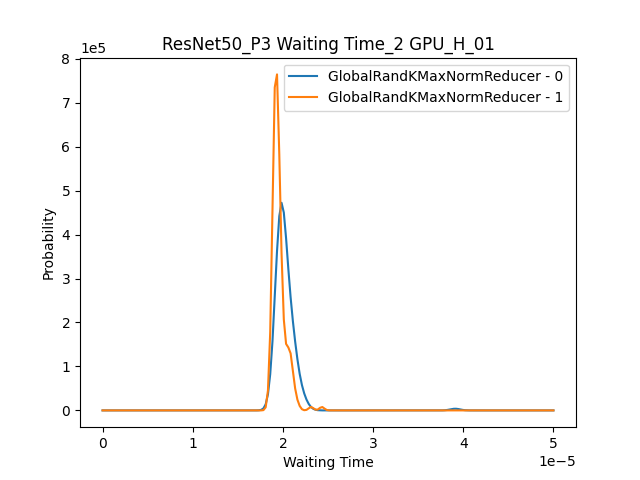 ResNet50_P3 Waiting Time_2 GPU_H_01
1e5
8
7
6
5
4
3
2
1
0
Probability
GlobalRandKMaxNormReducer - 0
GlobalRandKMaxNormReducer - 1
0 1 2 3 4 5
1e−5
Waiting Time